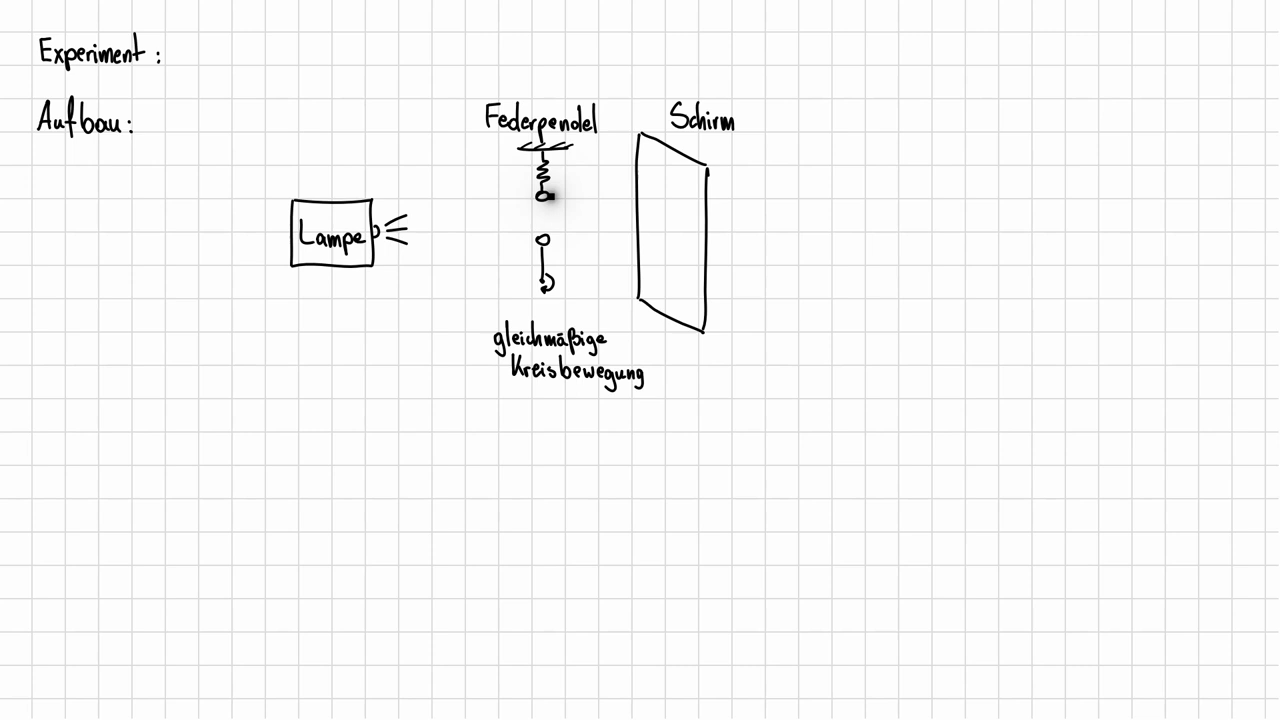 Experiment:
Aufbau:
Federpendel
Schirm
Lampe
gleichmäßige
Kreisbewegung